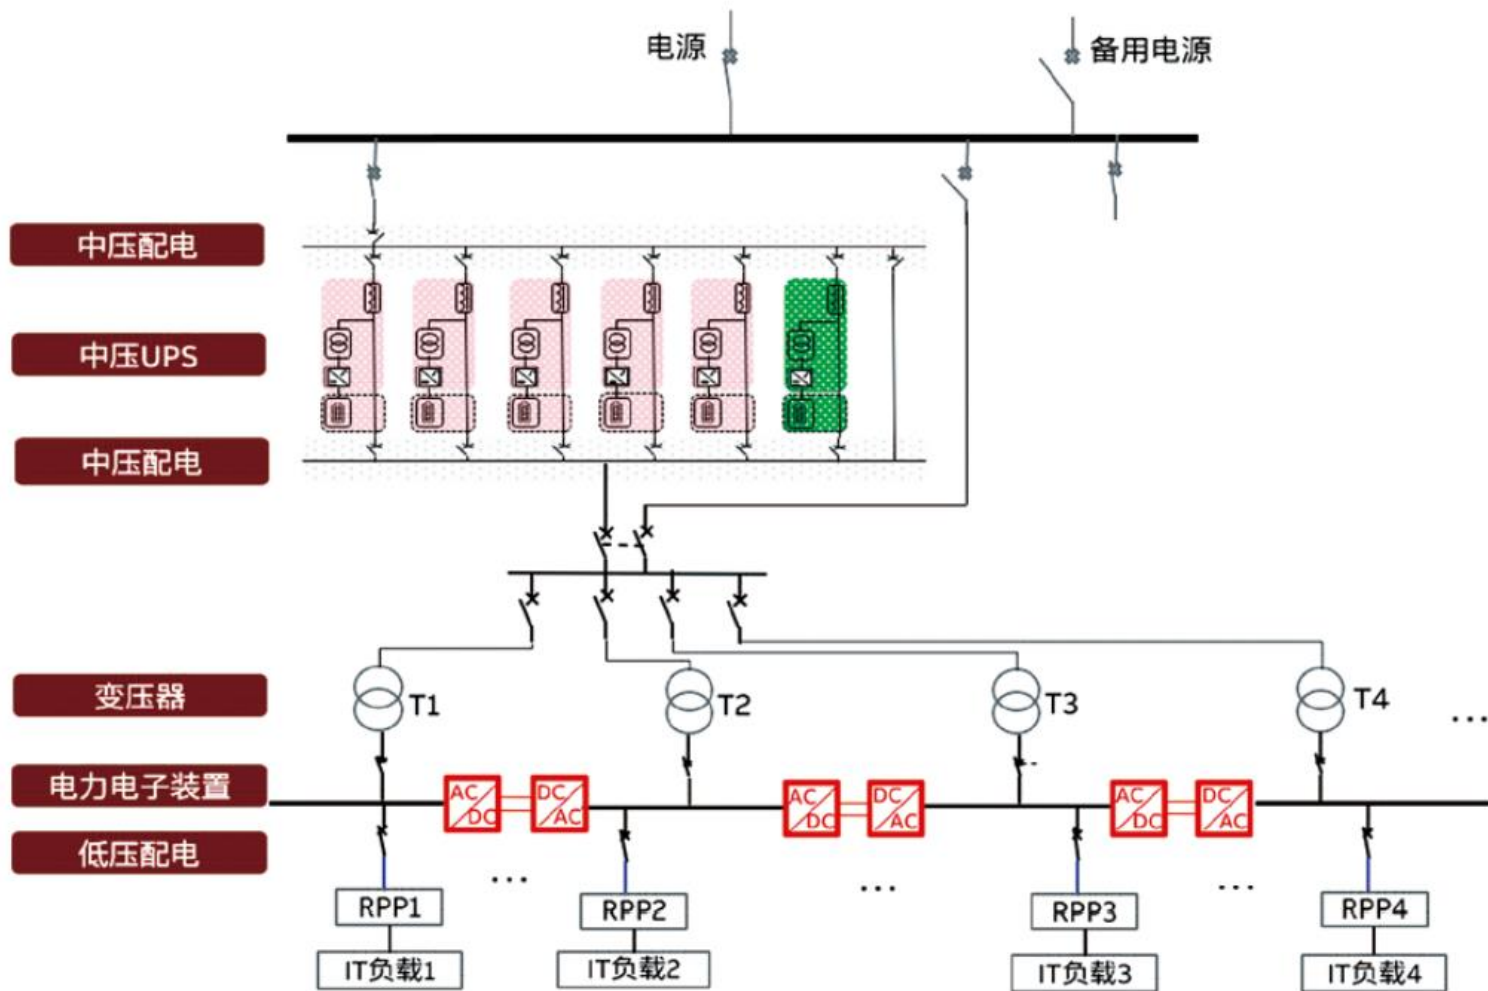 电源
备用电源
中压配电
中压UPS
中压配电
变压器
T1
T2
T3
T4
...
电力电子装置
AC
DC
DC
AC
AC
DC
DC
AC
AC
DC
DC
AC
低压配电
...
...
...
RPP1
RPP2
RPP3
RPP4
IT负载1
IT负载2
IT负载3
IT负载4